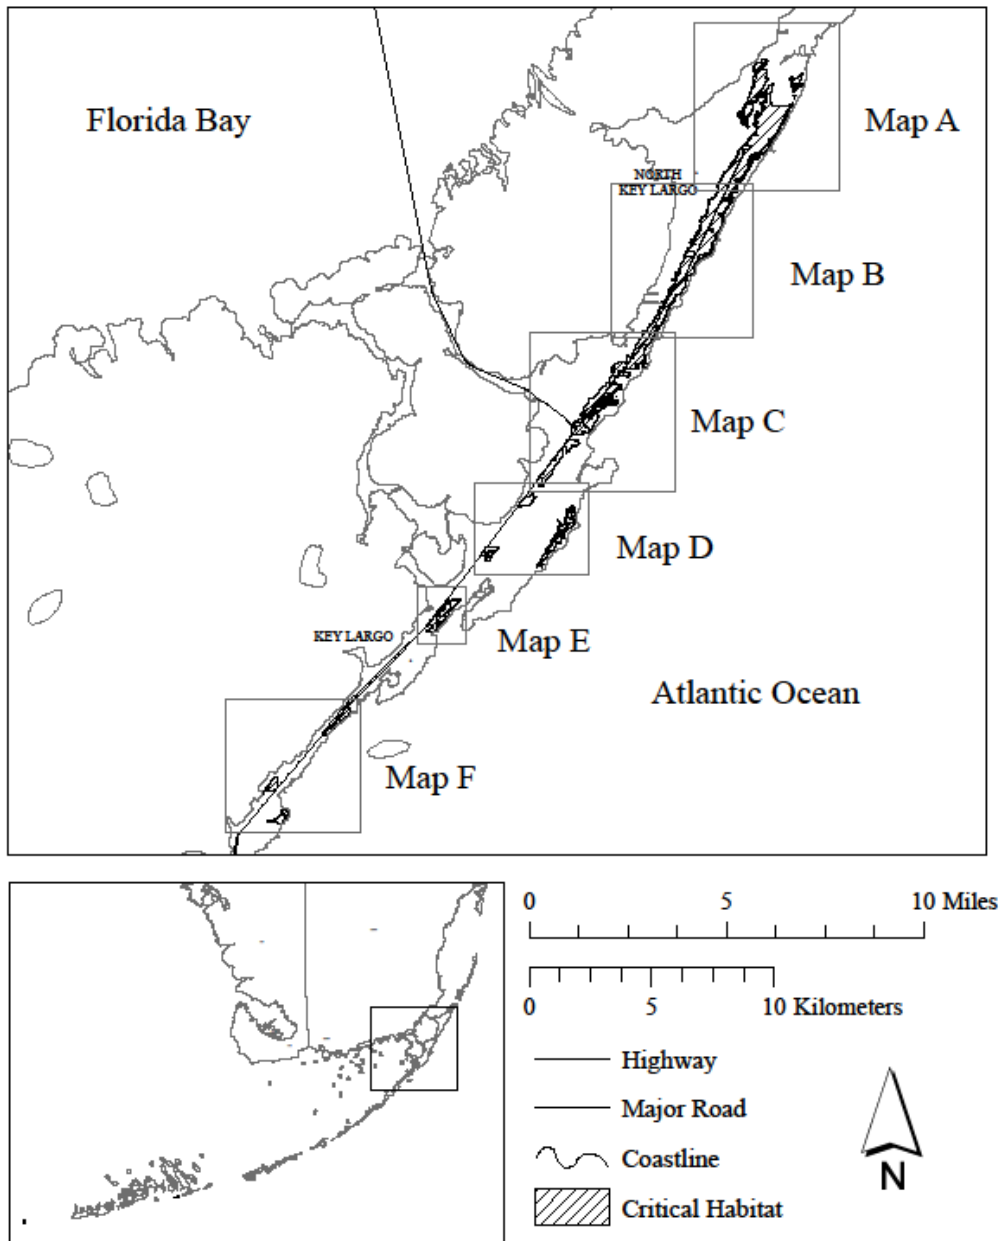 Florida Bay
Map A
NORTH
KEY LARGO
Map B
Map C
Map D
Map E
KEY LARGO
Atlantic Ocean
Map F
0 5 10 Miles
0 5 10 Kilometers
Highway
Major Road
Coastline
Critical Habitat
N